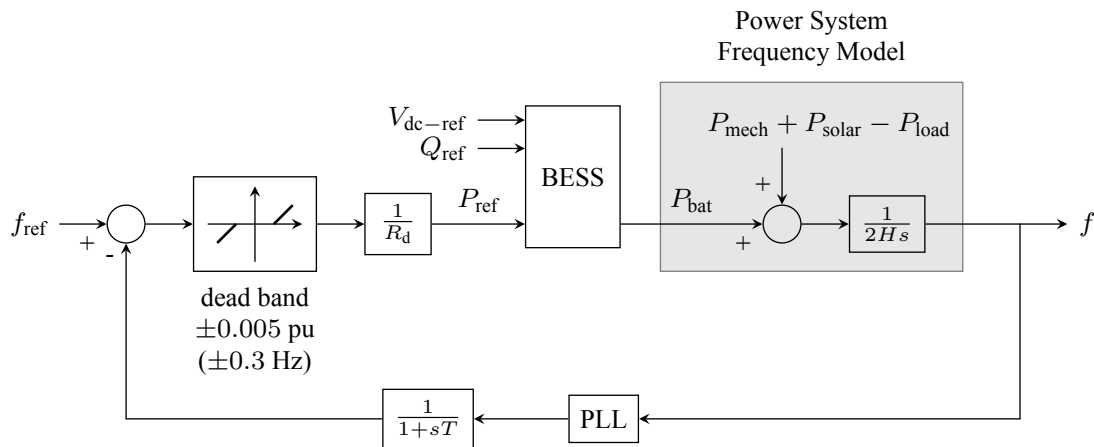 Power System
Frequency Model
V_dc−ref
Q_ref
BESS
P_mech + P_solar − P_load
+
f_ref
+
-
1/R_d
P_ref
P_bat
+
1/2Hs
f
dead band
±0.005 pu
(±0.3 Hz)
1/1+sT
PLL